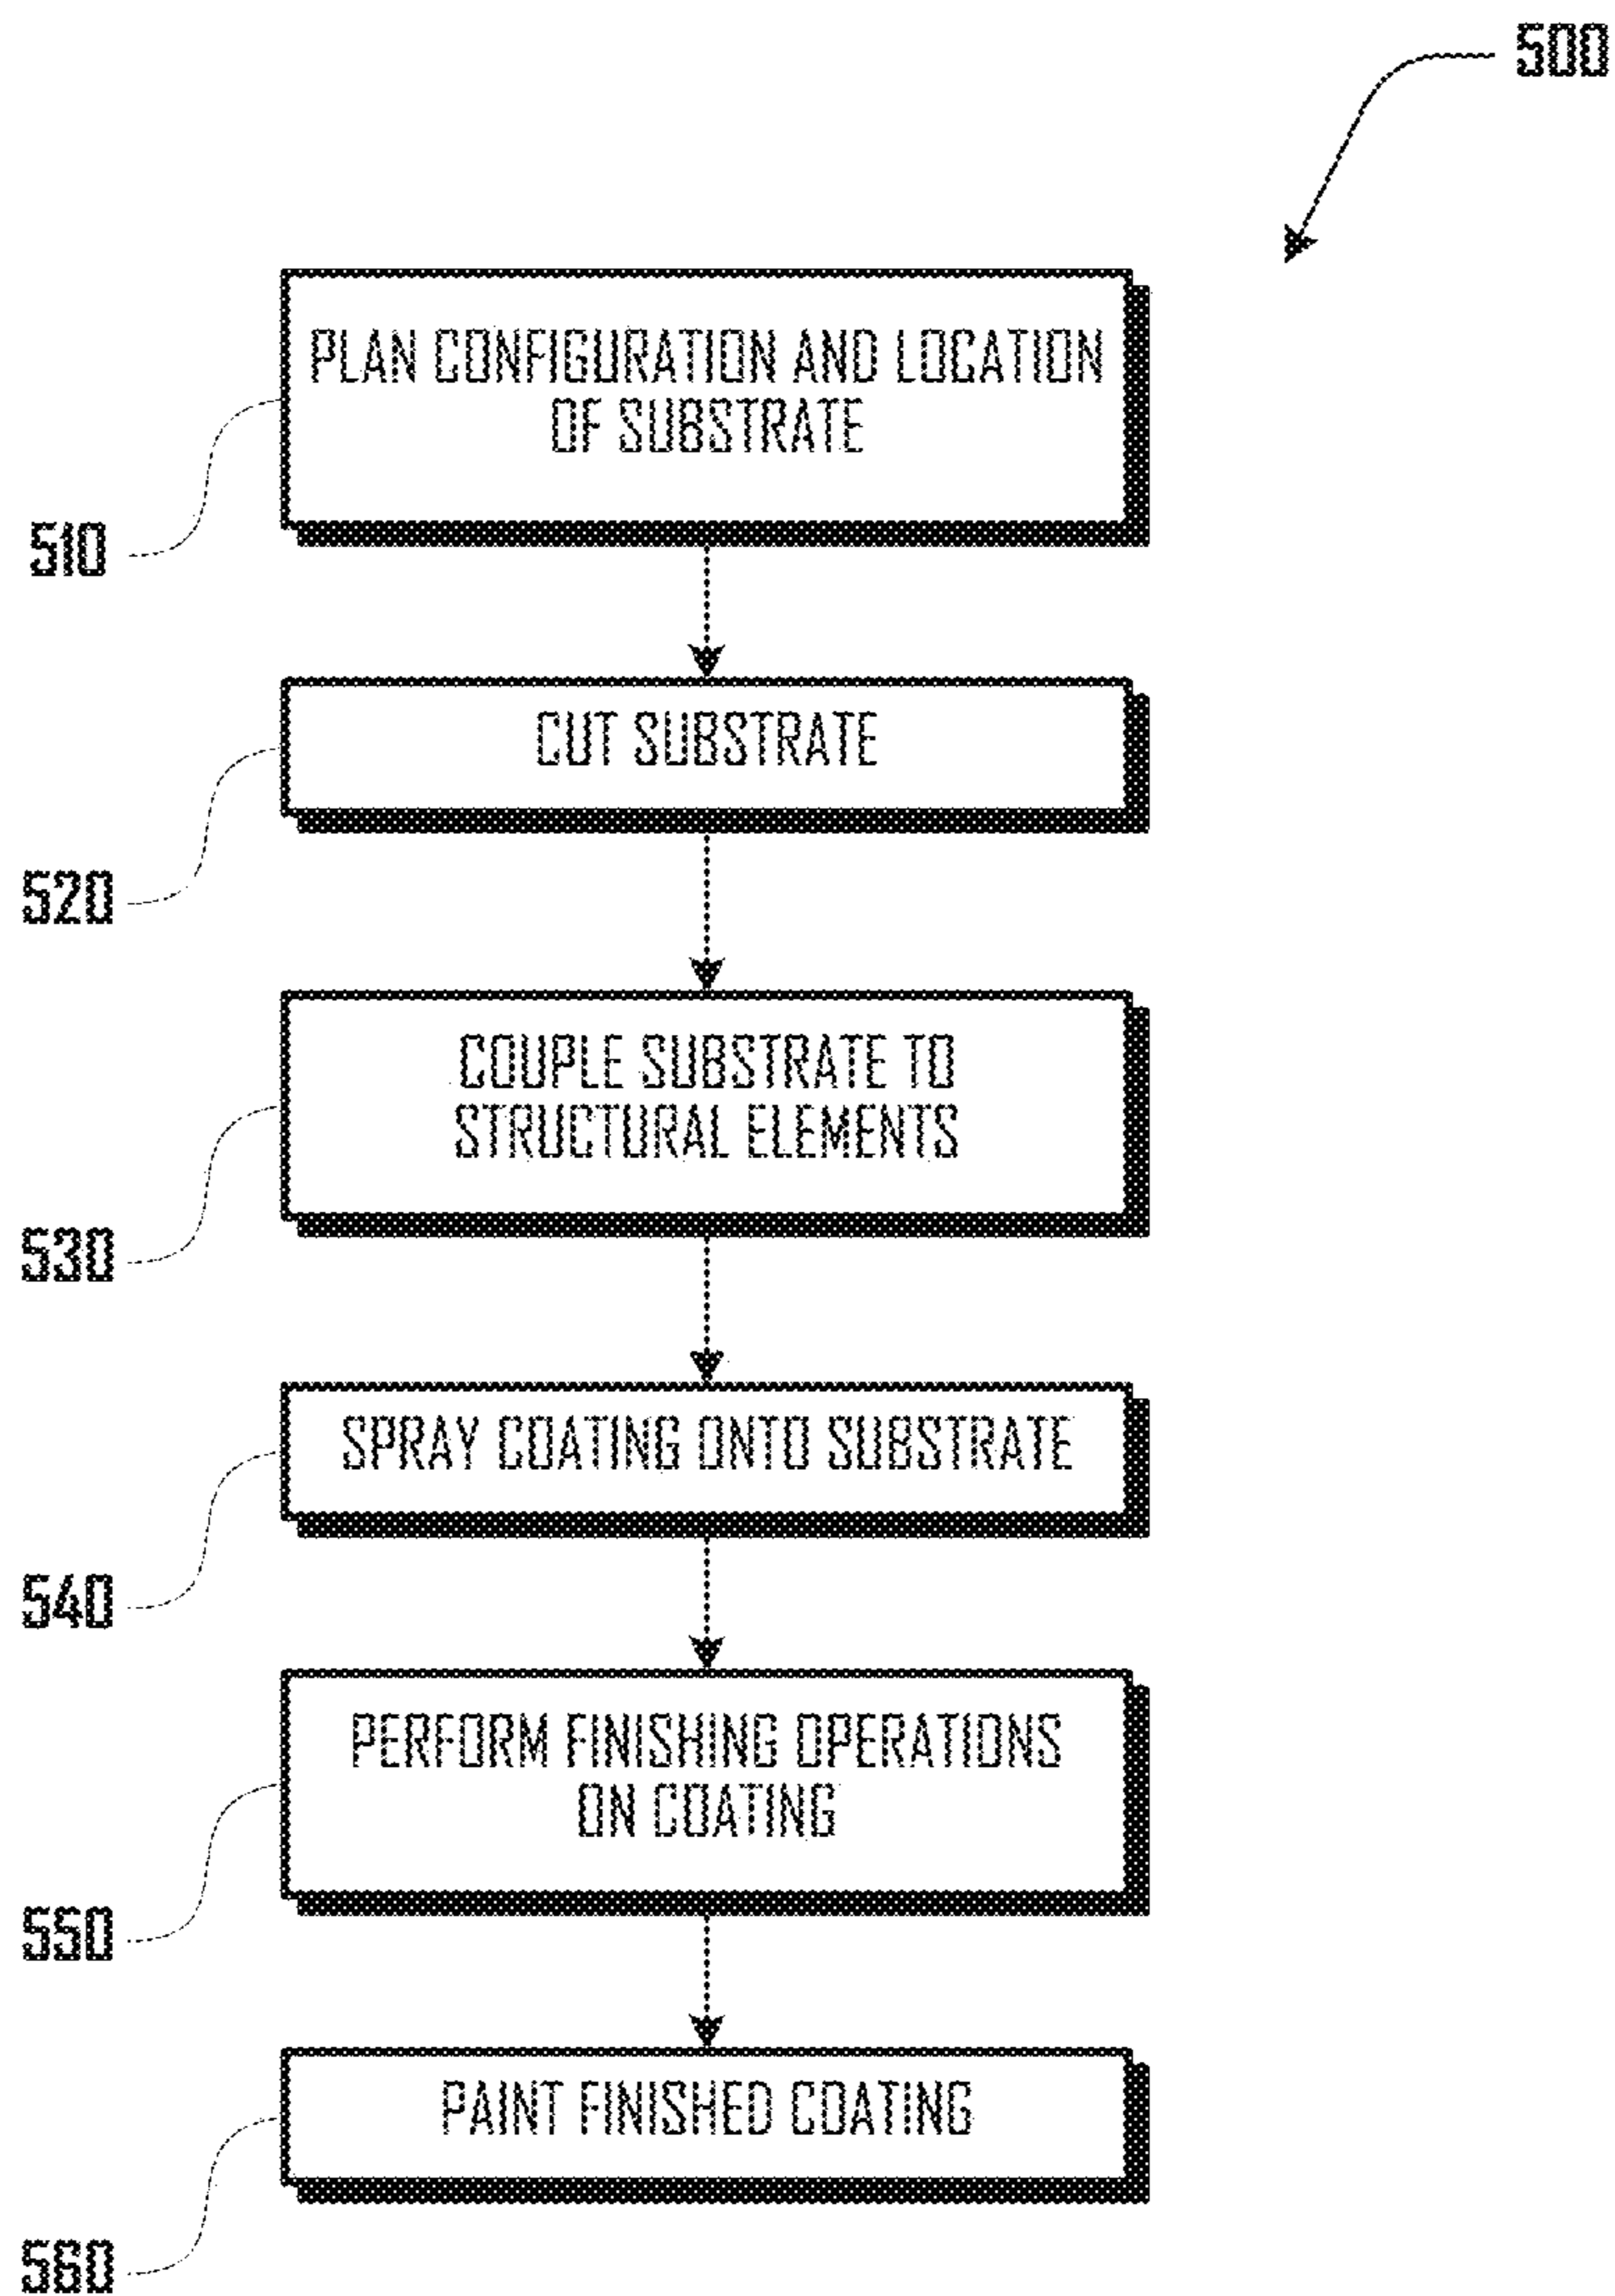 500
PLAN CONFIGURATION AND LOCATION
OF SUBSTRATE
510
CUT SUBSTRATE
520
COUPLE SUBSTRATE TO
STRUCTURAL ELEMENTS
530
SPRAY COATING ONTO SUBSTRATE
540
PERFORM FINISHING OPERATIONS
ON COATING
550
PAINT FINISHED COATING
560